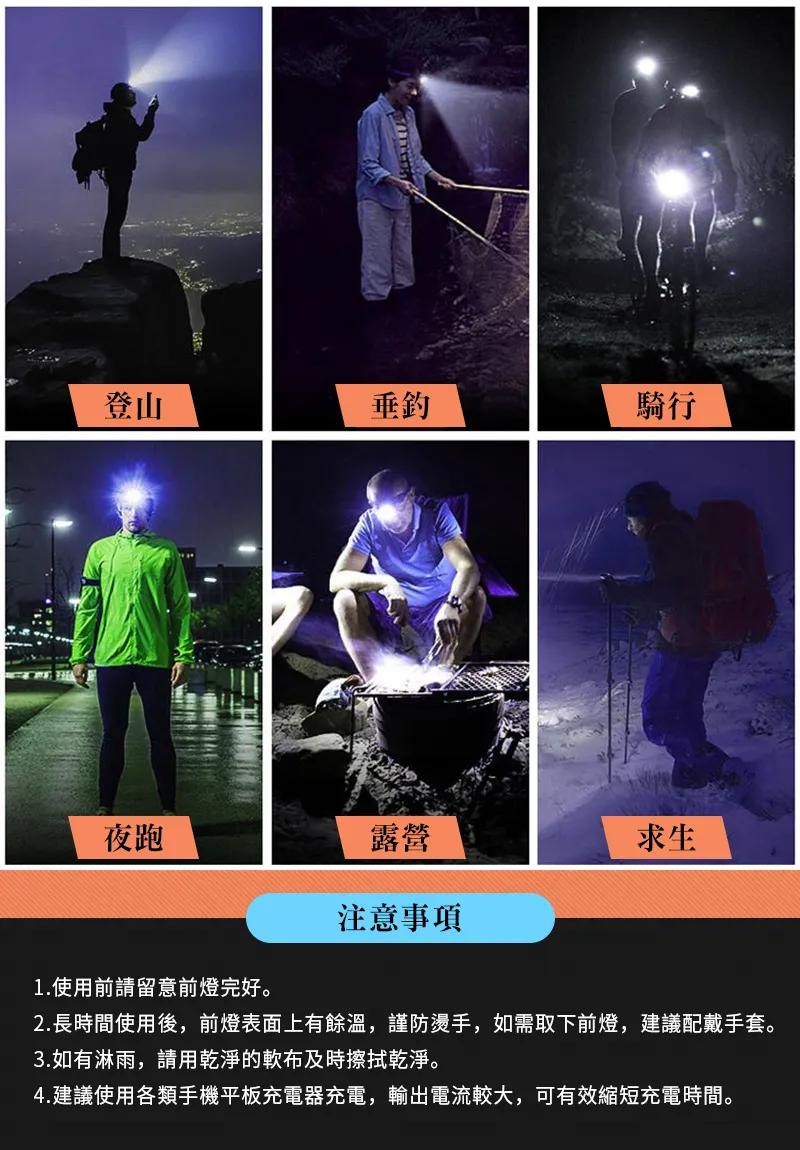 登山
垂釣
騎行
夜跑
露營
求生
注意事項
1.使用前請留意前燈完好。
2.長時間使用後，前燈表面上有餘溫，謹防燙手，如需取下前燈，建議配戴手套。
3.如有淋雨，請用乾淨的軟布及時擦拭乾淨。
4.建議使用各類手機平板充電器充電，輸出電流較大，可有效縮短充電時間。